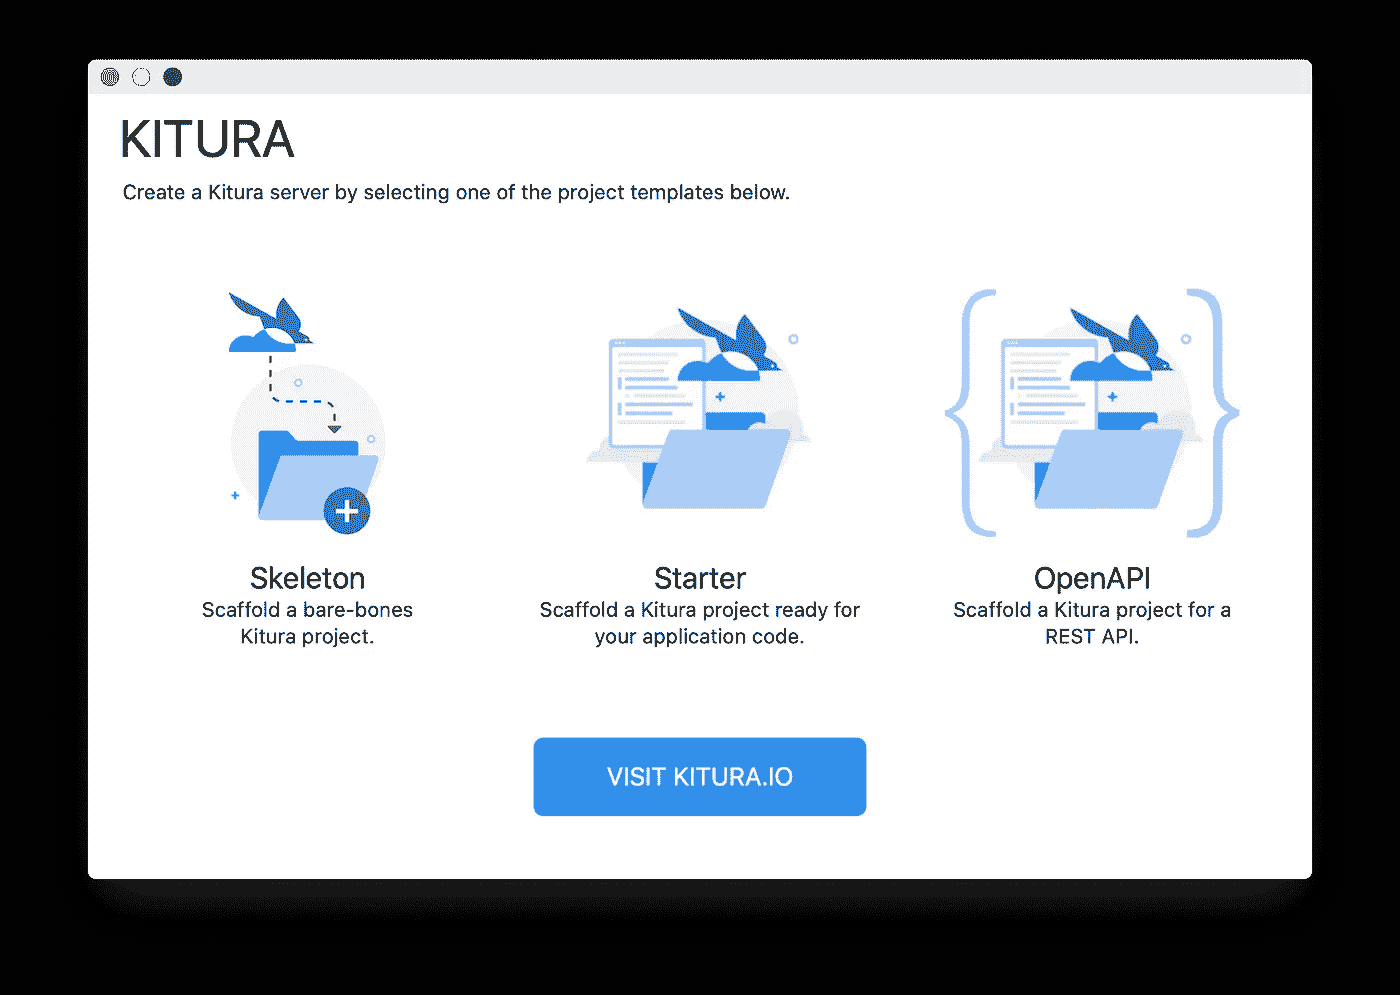 KITURA
Create a Kitura server by selecting one of the project templates below.
Skeleton
Scaffold a bare-bones
Kitura project.
Starter
Scaffold a Kitura project ready for
your application code.
OpenAPI
Scaffold a Kitura project for a
REST API.
VISIT KITURA.IO